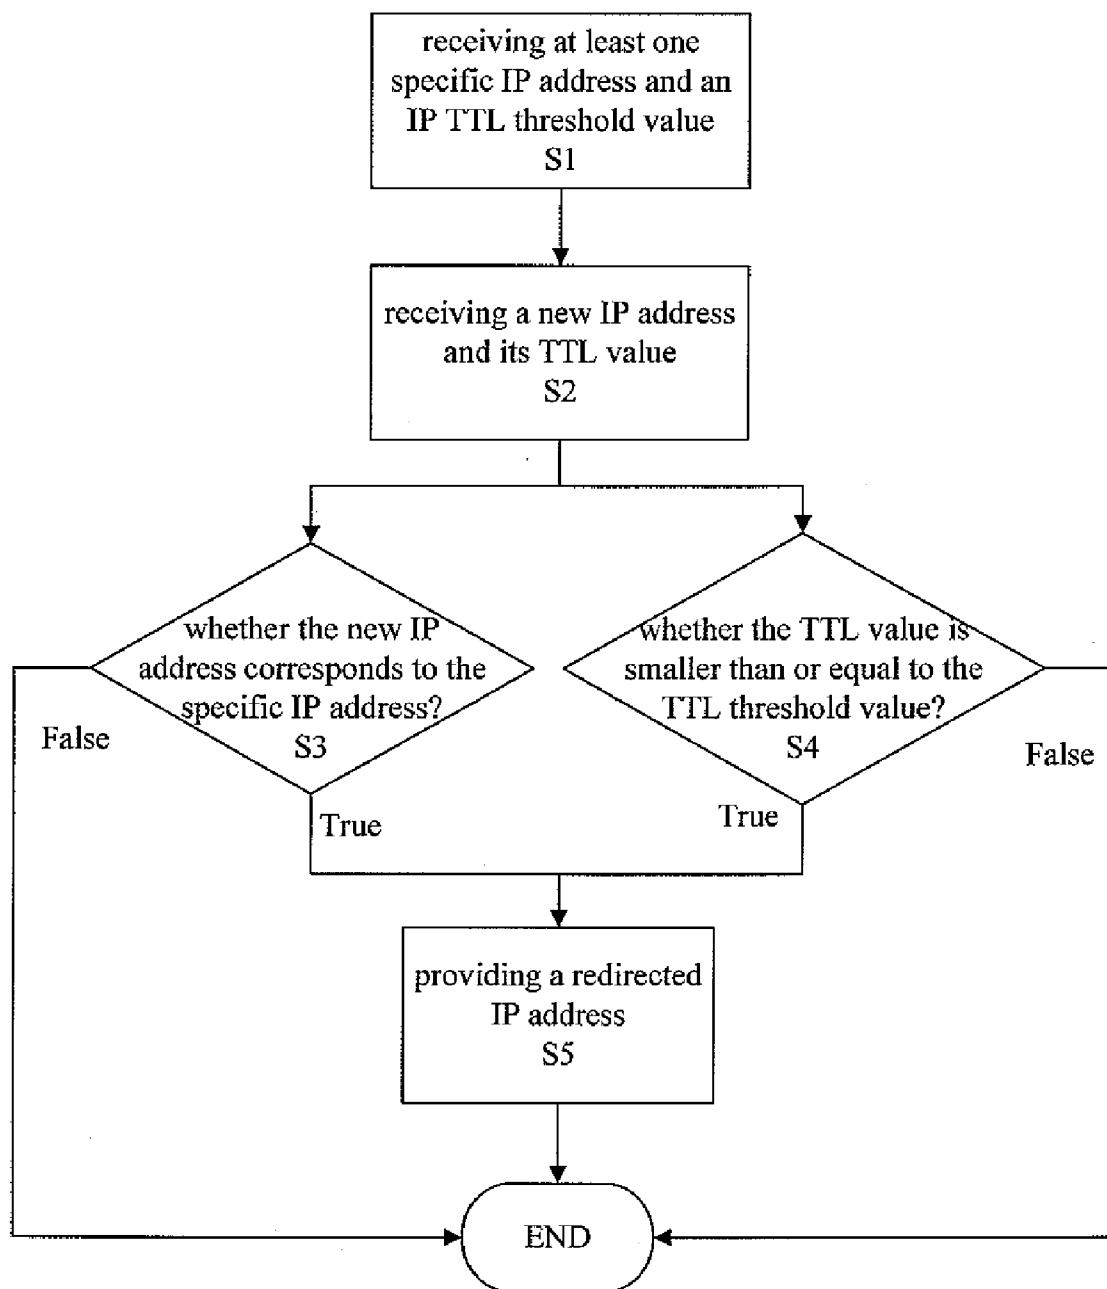 receiving at least one
specific IP address and an
IP TTL threshold value
S1
receiving a new IP address
and its TTL value
S2
whether the new IP
address corresponds to the
specific IP address?
S3
False
True
whether the TTL value is
smaller than or equal to the
TTL threshold value?
S4
False
True
providing a redirected
IP address
S5
END